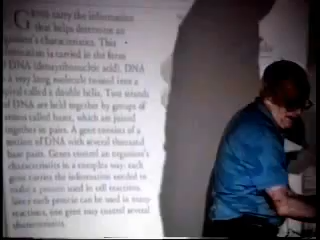 Genes carry the information
that helps determine an
organism's characteristics. This
information is carried in the form
of DNA (deoxyribonucleic acid). DNA
is a very long molecule twisted into a
spiral called a double helix. Two strands
of DNA are held together by groups of
atoms called bases, which are joined
together in pairs. A gene consists of a
section of DNA with several thousand
base pairs. Genes control an organism's
characteristics in a complex way: each
gene carries the information needed to
make a protein used in cell reactions.
Since each protein can be used in many
reactions, one gene may control several
characteristics.